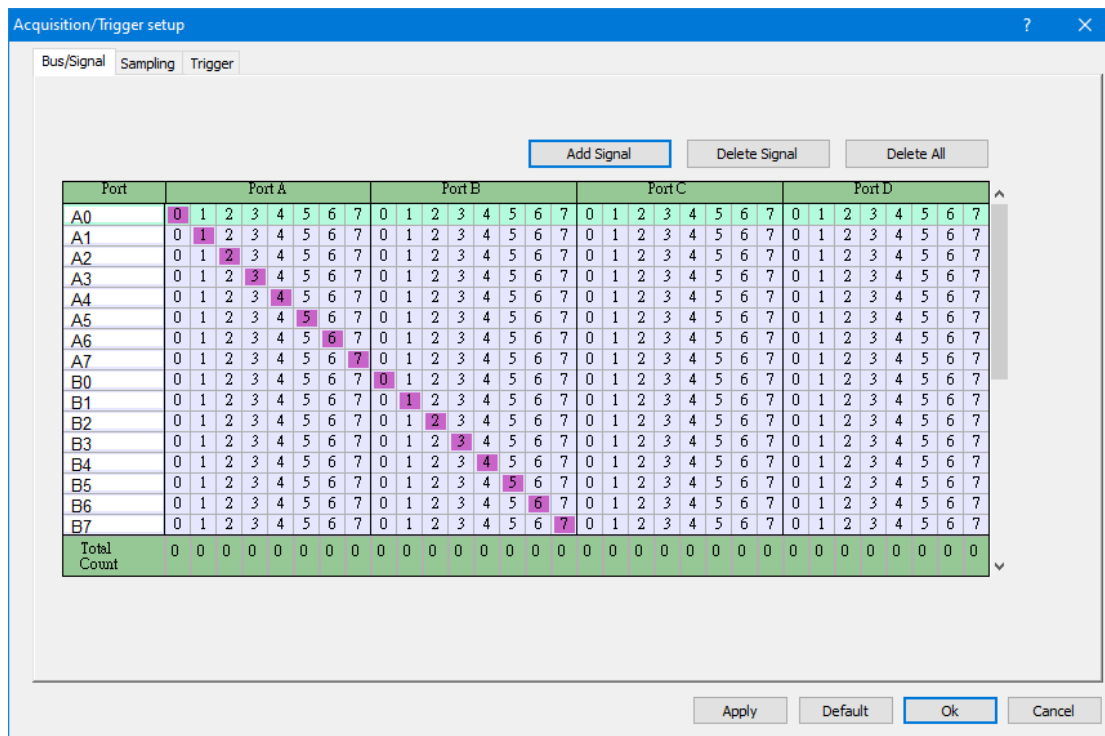 Acquisition/Trigger setup ? ×
Bus/Signal Sampling Trigger
Add Signal Delete Signal Delete All
Port Port A Port B Port C Port D
A0 0 1 2 3 4 5 6 7 0 1 2 3 4 5 6 7 0 1 2 3 4 5 6 7 0 1 2 3 4 5 6 7
A1 0 1 2 3 4 5 6 7 0 1 2 3 4 5 6 7 0 1 2 3 4 5 6 7 0 1 2 3 4 5 6 7
A2 0 1 2 3 4 5 6 7 0 1 2 3 4 5 6 7 0 1 2 3 4 5 6 7 0 1 2 3 4 5 6 7
A3 0 1 2 3 4 5 6 7 0 1 2 3 4 5 6 7 0 1 2 3 4 5 6 7 0 1 2 3 4 5 6 7
A4 0 1 2 3 4 5 6 7 0 1 2 3 4 5 6 7 0 1 2 3 4 5 6 7 0 1 2 3 4 5 6 7
A5 0 1 2 3 4 5 6 7 0 1 2 3 4 5 6 7 0 1 2 3 4 5 6 7 0 1 2 3 4 5 6 7
A6 0 1 2 3 4 5 6 7 0 1 2 3 4 5 6 7 0 1 2 3 4 5 6 7 0 1 2 3 4 5 6 7
A7 0 1 2 3 4 5 6 7 0 1 2 3 4 5 6 7 0 1 2 3 4 5 6 7 0 1 2 3 4 5 6 7
B0 0 1 2 3 4 5 6 7 0 1 2 3 4 5 6 7 0 1 2 3 4 5 6 7 0 1 2 3 4 5 6 7
B1 0 1 2 3 4 5 6 7 0 1 2 3 4 5 6 7 0 1 2 3 4 5 6 7 0 1 2 3 4 5 6 7
B2 0 1 2 3 4 5 6 7 0 1 2 3 4 5 6 7 0 1 2 3 4 5 6 7 0 1 2 3 4 5 6 7
B3 0 1 2 3 4 5 6 7 0 1 2 3 4 5 6 7 0 1 2 3 4 5 6 7 0 1 2 3 4 5 6 7
B4 0 1 2 3 4 5 6 7 0 1 2 3 4 5 6 7 0 1 2 3 4 5 6 7 0 1 2 3 4 5 6 7
B5 0 1 2 3 4 5 6 7 0 1 2 3 4 5 6 7 0 1 2 3 4 5 6 7 0 1 2 3 4 5 6 7
B6 0 1 2 3 4 5 6 7 0 1 2 3 4 5 6 7 0 1 2 3 4 5 6 7 0 1 2 3 4 5 6 7
B7 0 1 2 3 4 5 6 7 0 1 2 3 4 5 6 7 0 1 2 3 4 5 6 7 0 1 2 3 4 5 6 7
Total
Count 0 0 0 0 0 0 0 0 0 0 0 0 0 0 0 0 0 0 0 0 0 0 0 0 0 0 0 0 0 0 0 0
Apply Default Ok Cancel